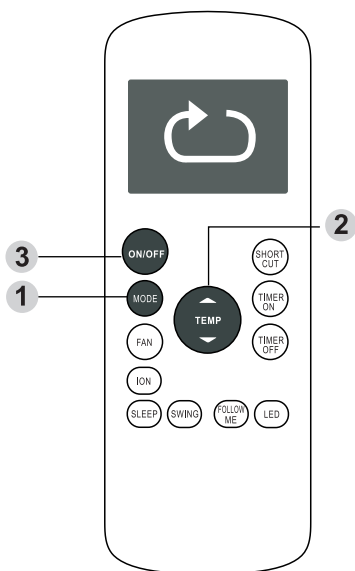 2
3
ON/OFF
SHORT
CUT
1
MODE
TEMP
TIMER
ON
FAN
TIMER
OFF
ION
SLEEP
SWING
FOLLOW
ME
LED